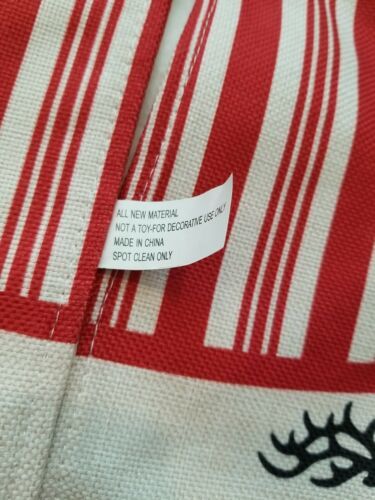 ALL NEW MATERIAL
NOT A TOY-FOR DECORATIVE USE ONLY
MADE IN CHINA
SPOT CLEAN ONLY